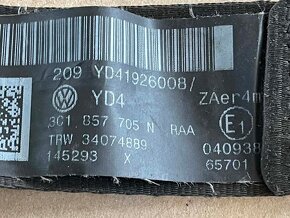 209 YD41926008/
YD4 ZAer4m
3C1 857 705 N RAA E1
TRW 34074889 040938
145293 X 65701